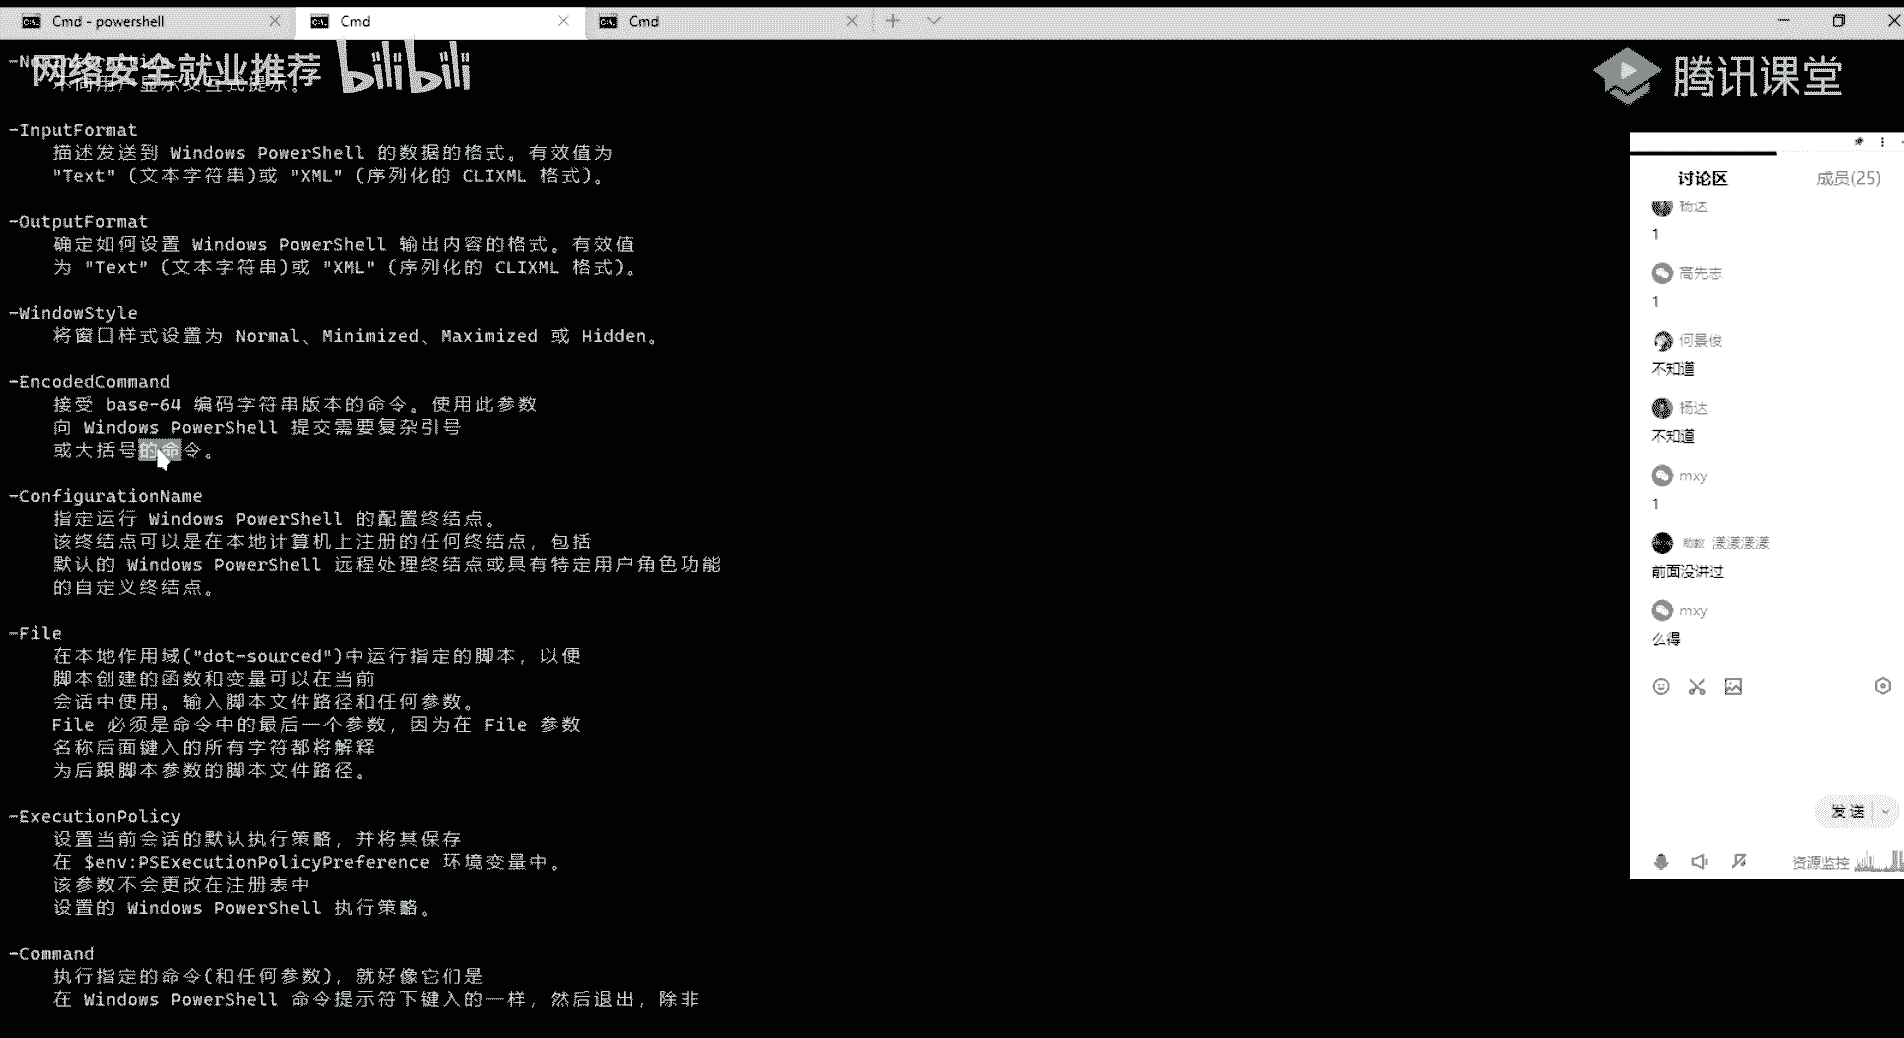 Cmd - powershell
Cmd
Cmd
网络安全就业推荐
bilibili
腾讯课堂
不向用户显示交互式提示。
-InputFormat
描述发送到 Windows PowerShell 的数据的格式。有效值为
"Text" (文本字符串)或 "XML" (序列化的 CLIXML 格式)。
-OutputFormat
确定如何设置 Windows PowerShell 输出内容的格式。有效值
为 "Text" (文本字符串)或 "XML" (序列化的 CLIXML 格式)。
-WindowStyle
将窗口样式设置为 Normal、Minimized、Maximized 或 Hidden。
-EncodedCommand
接受 base-64 编码字符串版本的命令。使用此参数
向 Windows PowerShell 提交需要复杂引号
或大括号的命令。
-ConfigurationName
指定运行 Windows PowerShell 的配置终结点。
该终结点可以是在本地计算机上注册的任何终结点，包括
默认的 Windows PowerShell 远程处理终结点或具有特定用户角色功能
的自定义终结点。
-File
在本地作用域("dot-sourced")中运行指定的脚本，以便
脚本创建的函数和变量可以在当前
会话中使用。输入脚本文件路径和任何参数。
File 必须是命令中的最后一个参数，因为在 File 参数
名称后面键入的所有字符都将解释
为后跟脚本参数的脚本文件路径。
-ExecutionPolicy
设置当前会话的默认执行策略，并将其保存
在 $env:PSExecutionPolicyPreference 环境变量中。
该参数不会更改在注册表中
设置的 Windows PowerShell 执行策略。
-Command
执行指定的命令(和任何参数)，就好像它们是
在 Windows PowerShell 命令提示符下键入的一样，然后退出，除非
讨论区
成员(25)
杨达
1
高先志
1
何景俊
不知道
杨达
不知道
mxy
1
助教 漾漾漾漾
前面没讲过
mxy
么得
发送
资源监控